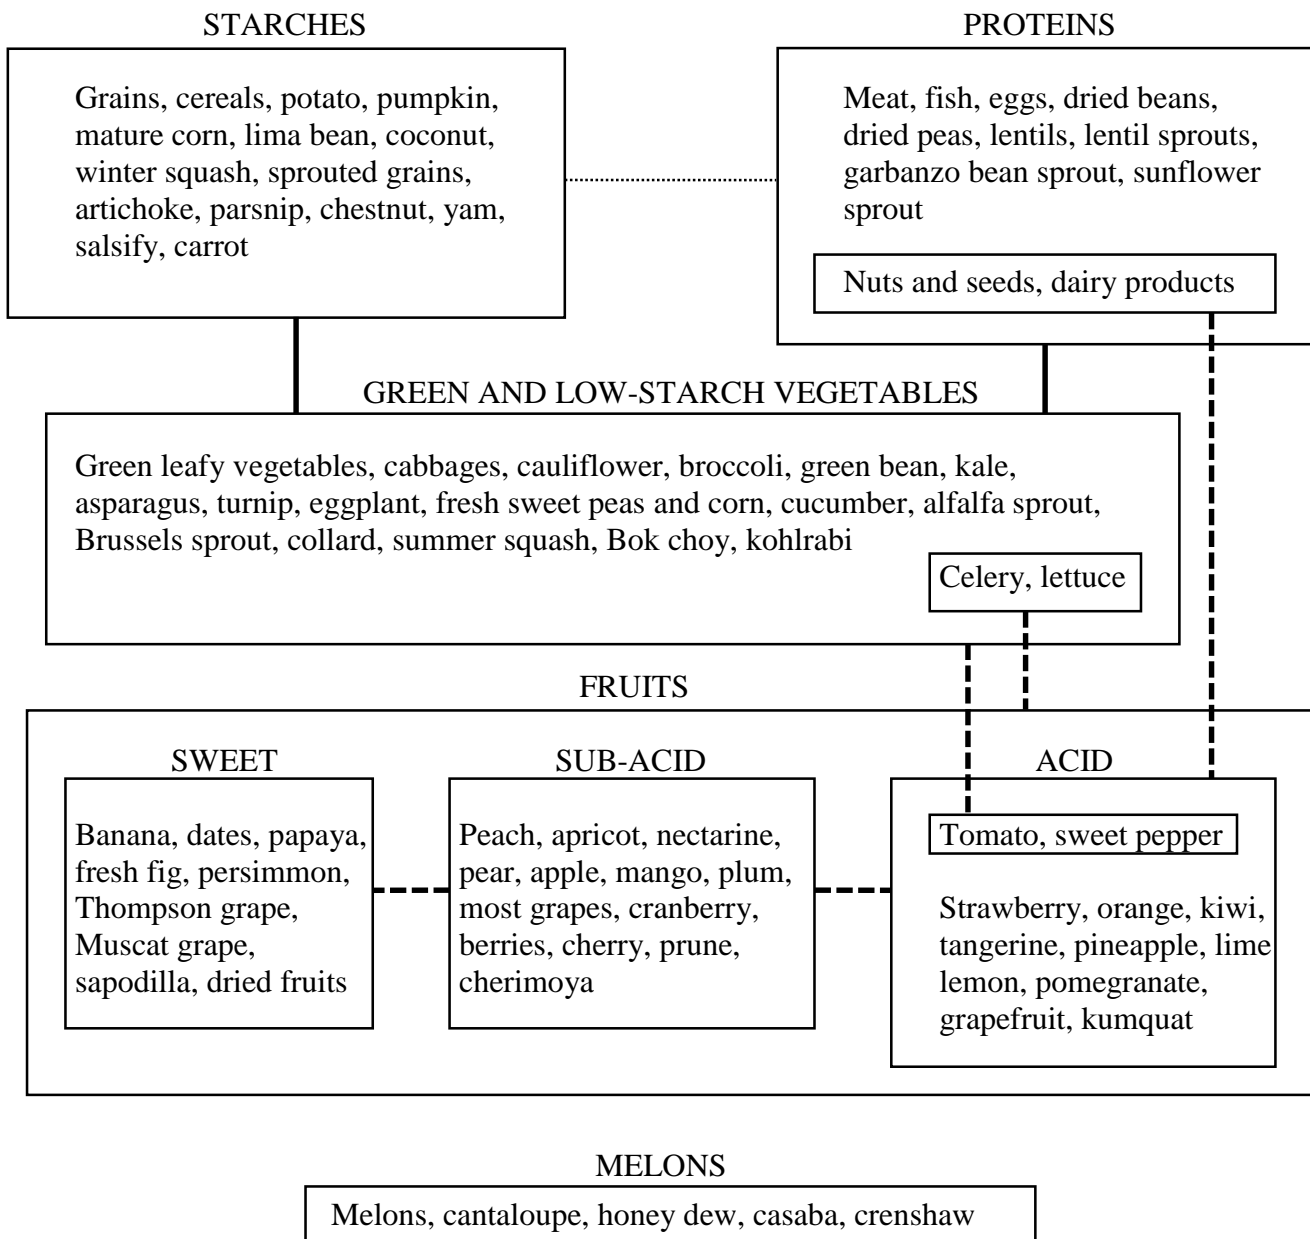 STARCHES
Grains, cereals, potato, pumpkin,
mature corn, lima bean, coconut,
winter squash, sprouted grains,
artichoke, parsnip, chestnut, yam,
salsify, carrot
PROTEINS
Meat, fish, eggs, dried beans,
dried peas, lentils, lentil sprouts,
garbanzo bean sprout, sunflower
sprout
Nuts and seeds, dairy products
GREEN AND LOW-STARCH VEGETABLES
Green leafy vegetables, cabbages, cauliflower, broccoli, green bean, kale,
asparagus, turnip, eggplant, fresh sweet peas and corn, cucumber, alfalfa sprout,
Brussels sprout, collard, summer squash, Bok choy, kohlrabi
Celery, lettuce
FRUITS
SWEET
Banana, dates, papaya,
fresh fig, persimmon,
Thompson grape,
Muscat grape,
sapodilla, dried fruits
SUB-ACID
Peach, apricot, nectarine,
pear, apple, mango, plum,
most grapes, cranberry,
berries, cherry, prune,
cherimoya
ACID
Tomato, sweet pepper
Strawberry, orange, kiwi,
tangerine, pineapple, lime
lemon, pomegranate,
grapefruit, kumquat
MELONS
Melons, cantaloupe, honey dew, casaba, crenshaw